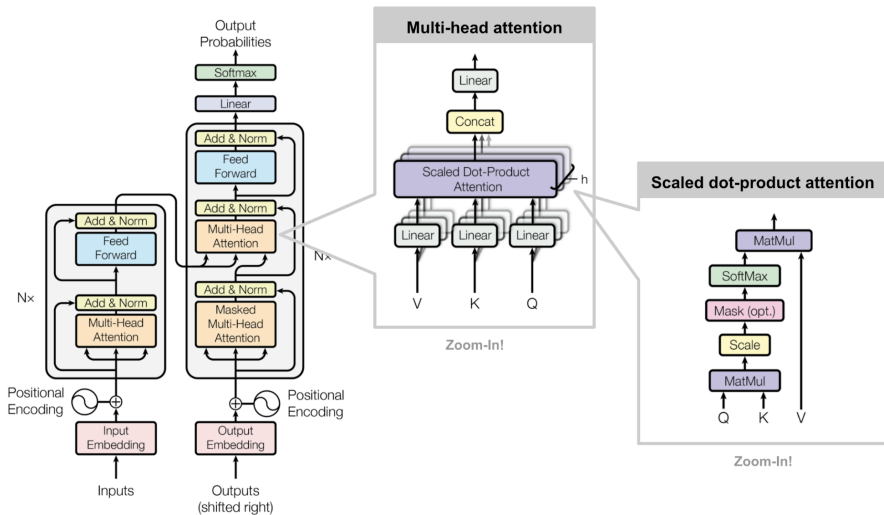 Output
Probabilities
Softmax
Linear
Add & Norm
Feed
Forward
Add & Norm
Multi-Head
Attention
Add & Norm
Masked
Multi-Head
Attention
Nx
Add & Norm
Feed
Forward
Add & Norm
Multi-Head
Attention
Nx
Positional
Encoding
Positional
Encoding
Input
Embedding
Output
Embedding
Inputs
Outputs
(shifted right)
Multi-head attention
Linear
Concat
Scaled Dot-Product
Attention
h
Linear
Linear
Linear
V
K
Q
Zoom-In!
Scaled dot-product attention
MatMul
SoftMax
Mask (opt.)
Scale
MatMul
Q
K
V
Zoom-In!